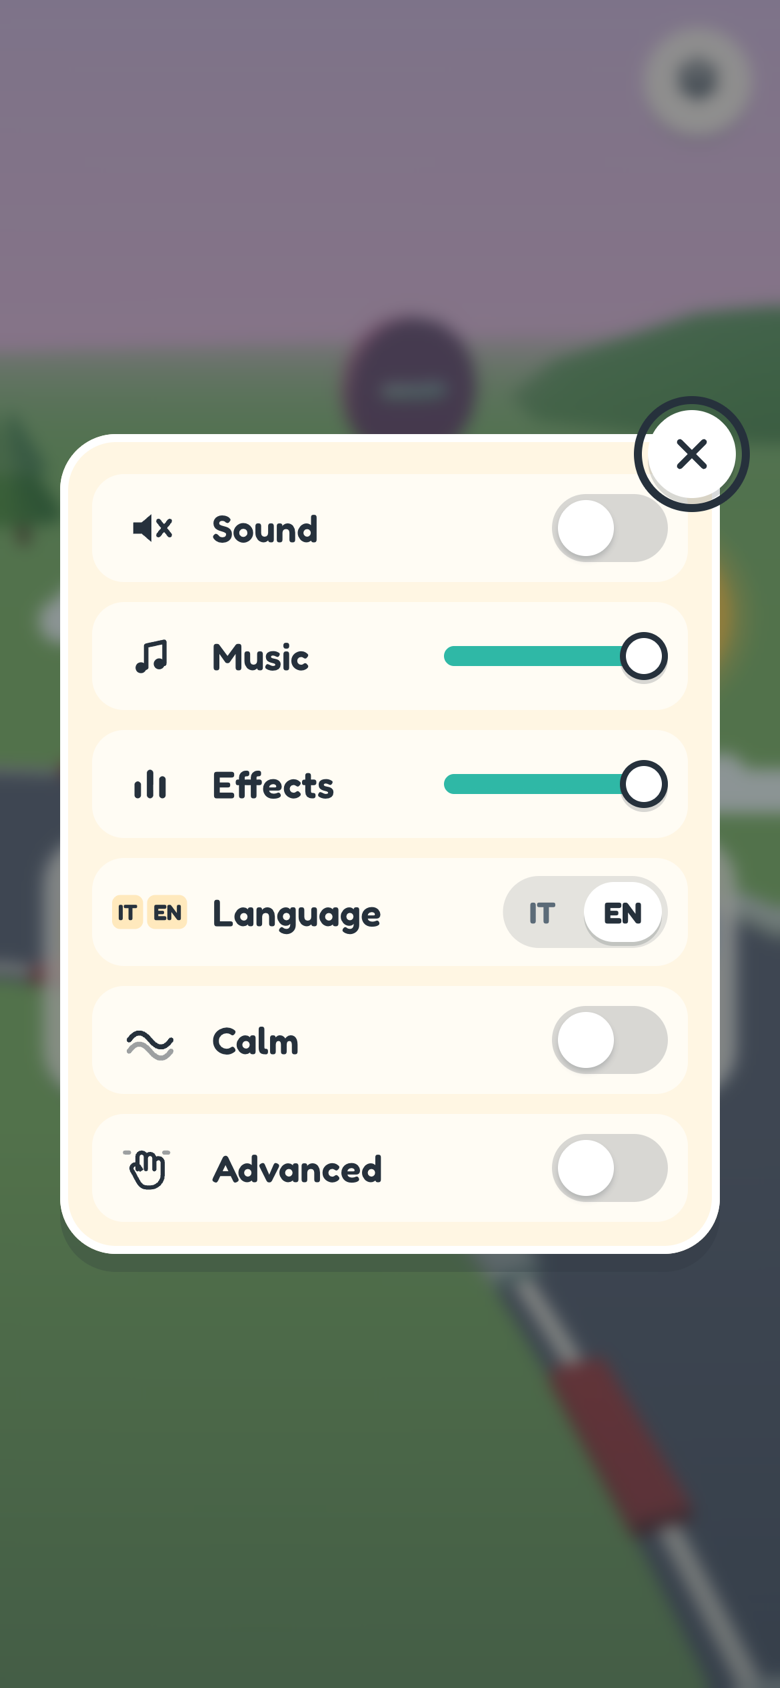 Sound
Music
Effects
IT EN Language IT EN
Calm
Advanced